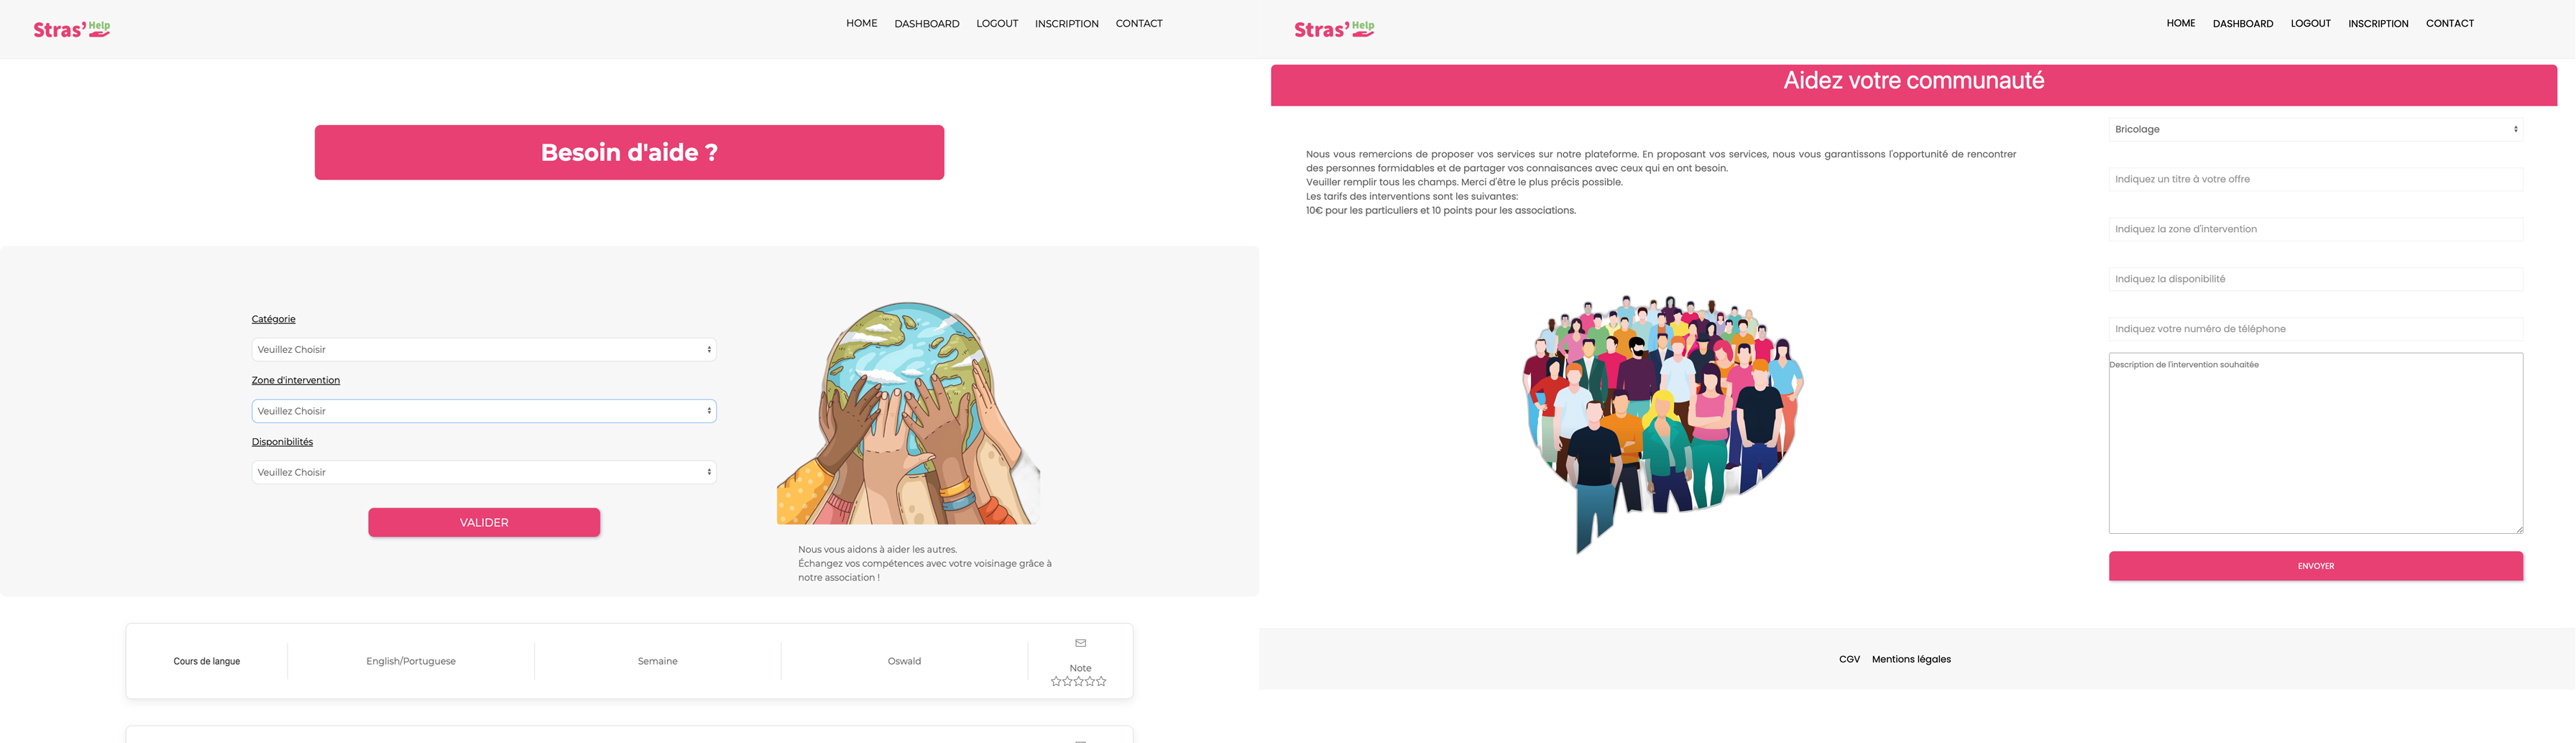 Stras'Help
HOME DASHBOARD LOGOUT INSCRIPTION CONTACT
Besoin d'aide ?
Catégorie
Veuillez Choisir
Zone d'intervention
Veuillez Choisir
Disponibilités
Veuillez Choisir
VALIDER
Nous vous aidons à aider les autres.
Échangez vos compétences avec votre voisinage grâce à
notre association !
Cours de langue
English/Portuguese
Semaine
Oswald
Note
Stras'Help
HOME DASHBOARD LOGOUT INSCRIPTION CONTACT
Aidez votre communauté
Nous vous remercions de proposer vos services sur notre plateforme. En proposant vos services, nous vous garantissons l'opportunité de rencontrer
des personnes formidables et de partager vos connaisances avec ceux qui en ont besoin.
Veuiller remplir tous les champs. Merci d'être le plus précis possible.
Les tarifs des interventions sont les suivantes:
10€ pour les particuliers et 10 points pour les associations.
Bricolage
Indiquez un titre à votre offre
Indiquez la zone d'intervention
Indiquez la disponibilité
Indiquez votre numéro de téléphone
Description de l'intervention souhaitée
ENVOYER
CGV Mentions légales